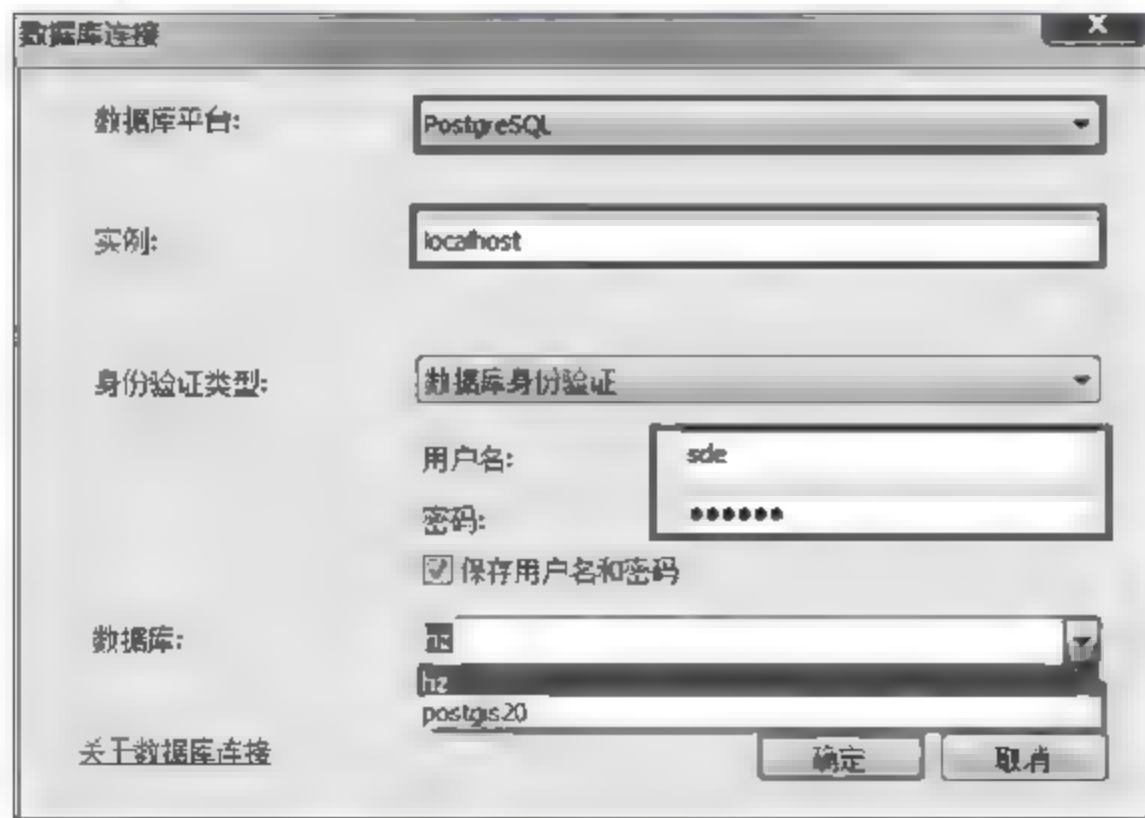 数据库连接
数据库平台: PostgreSQL
实例: localhost
身份验证类型: 数据库身份验证
用户名: sde
密码: ●●●●●●
保存用户名和密码
数据库: hz
hz
postgis20
关于数据库连接 确定 取消